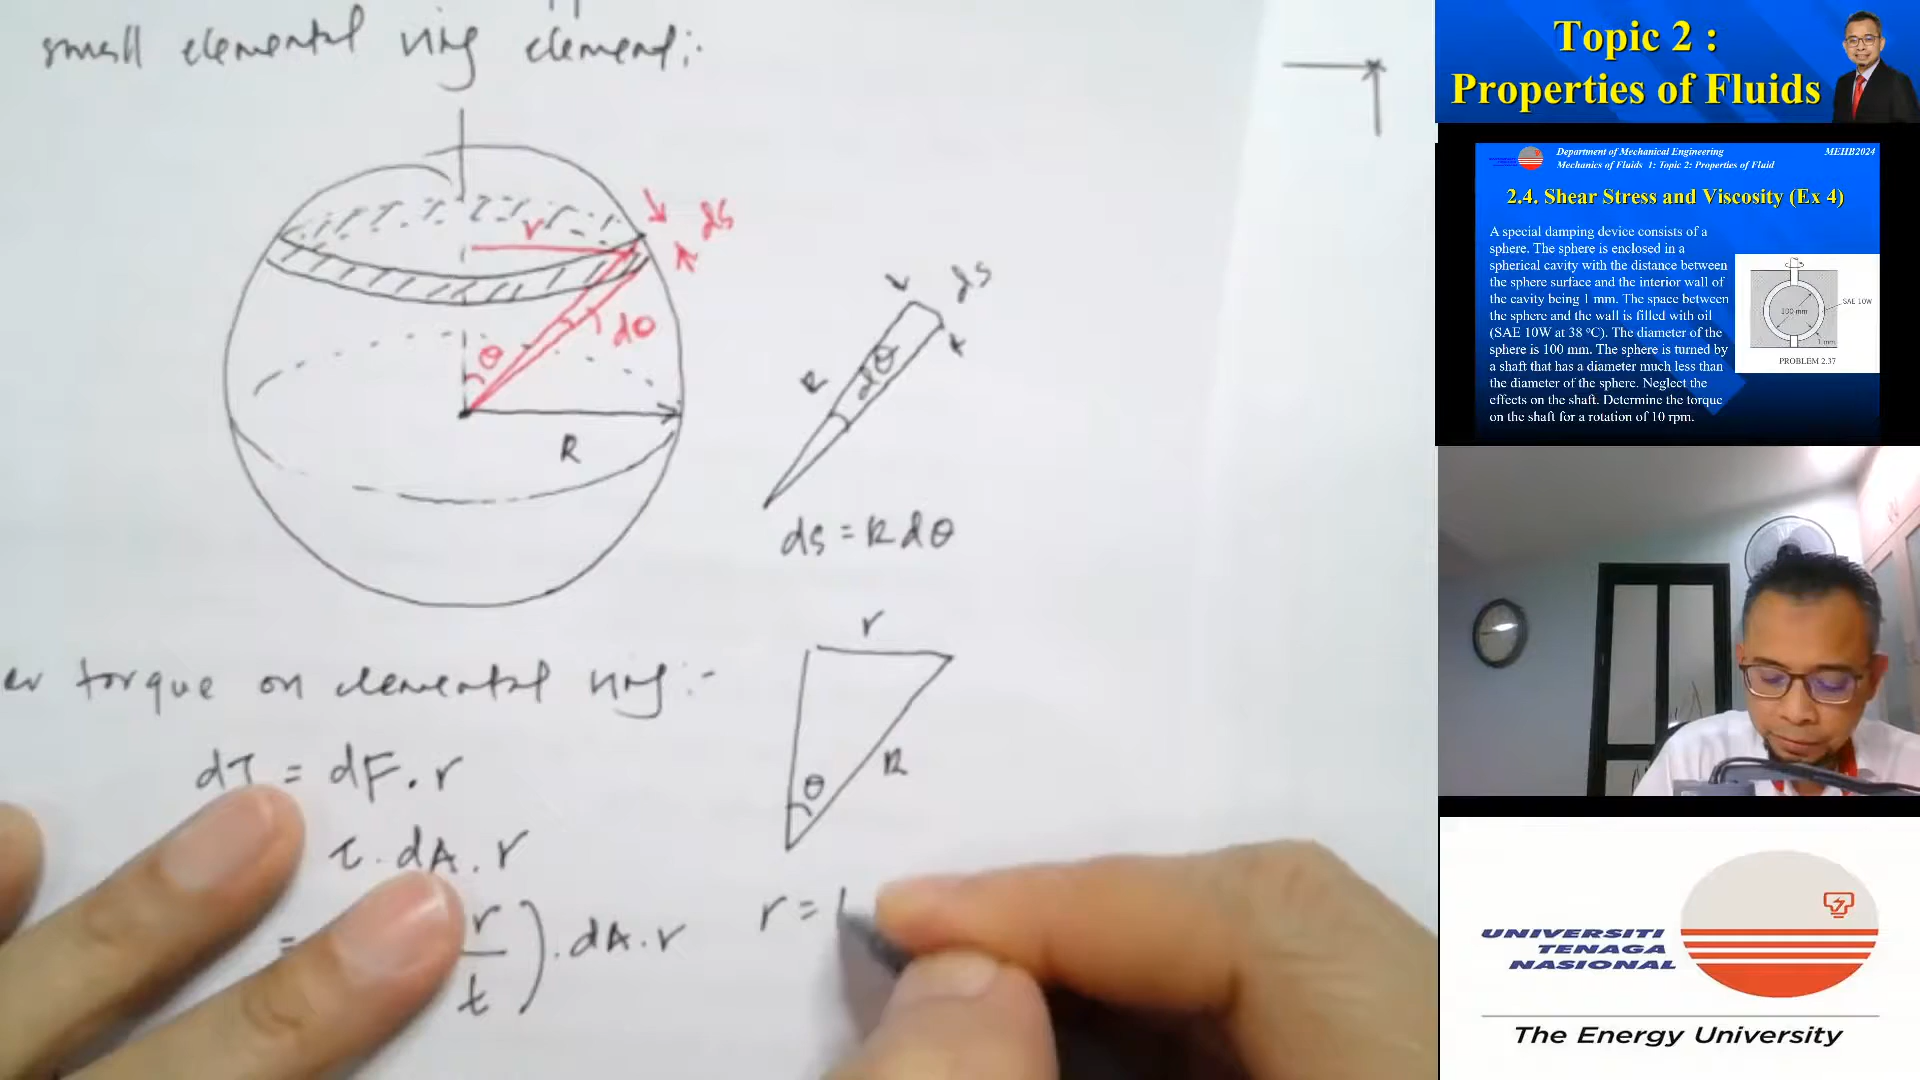 small elemental ring element:-
r
ds
θ
dθ
R
ds
R
dθ
ds = R dθ
r
θ
R
torque on elemental ring:-
dT = dF . r
τ . dA . r
=
r
t
) . dA . r
r =
Topic 2 :
Properties of Fluids
Department of Mechanical Engineering
MEHB2024
Mechanics of Fluids 1: Topic 2: Properties of Fluid
2.4. Shear Stress and Viscosity (Ex 4)
A special damping device consists of a
sphere. The sphere is enclosed in a
spherical cavity with the distance between
the sphere surface and the interior wall of
the cavity being 1 mm. The space between
the sphere and the wall is filled with oil
(SAE 10W at 38 °C). The diameter of the
sphere is 100 mm. The sphere is turned by
a shaft that has a diameter much less than
the diameter of the sphere. Neglect the
effects on the shaft. Determine the torque
on the shaft for a rotation of 10 rpm.
SAE 10W
100 mm
1 mm
PROBLEM 2.37
UNIVERSITI
TENAGA
NASIONAL
The Energy University